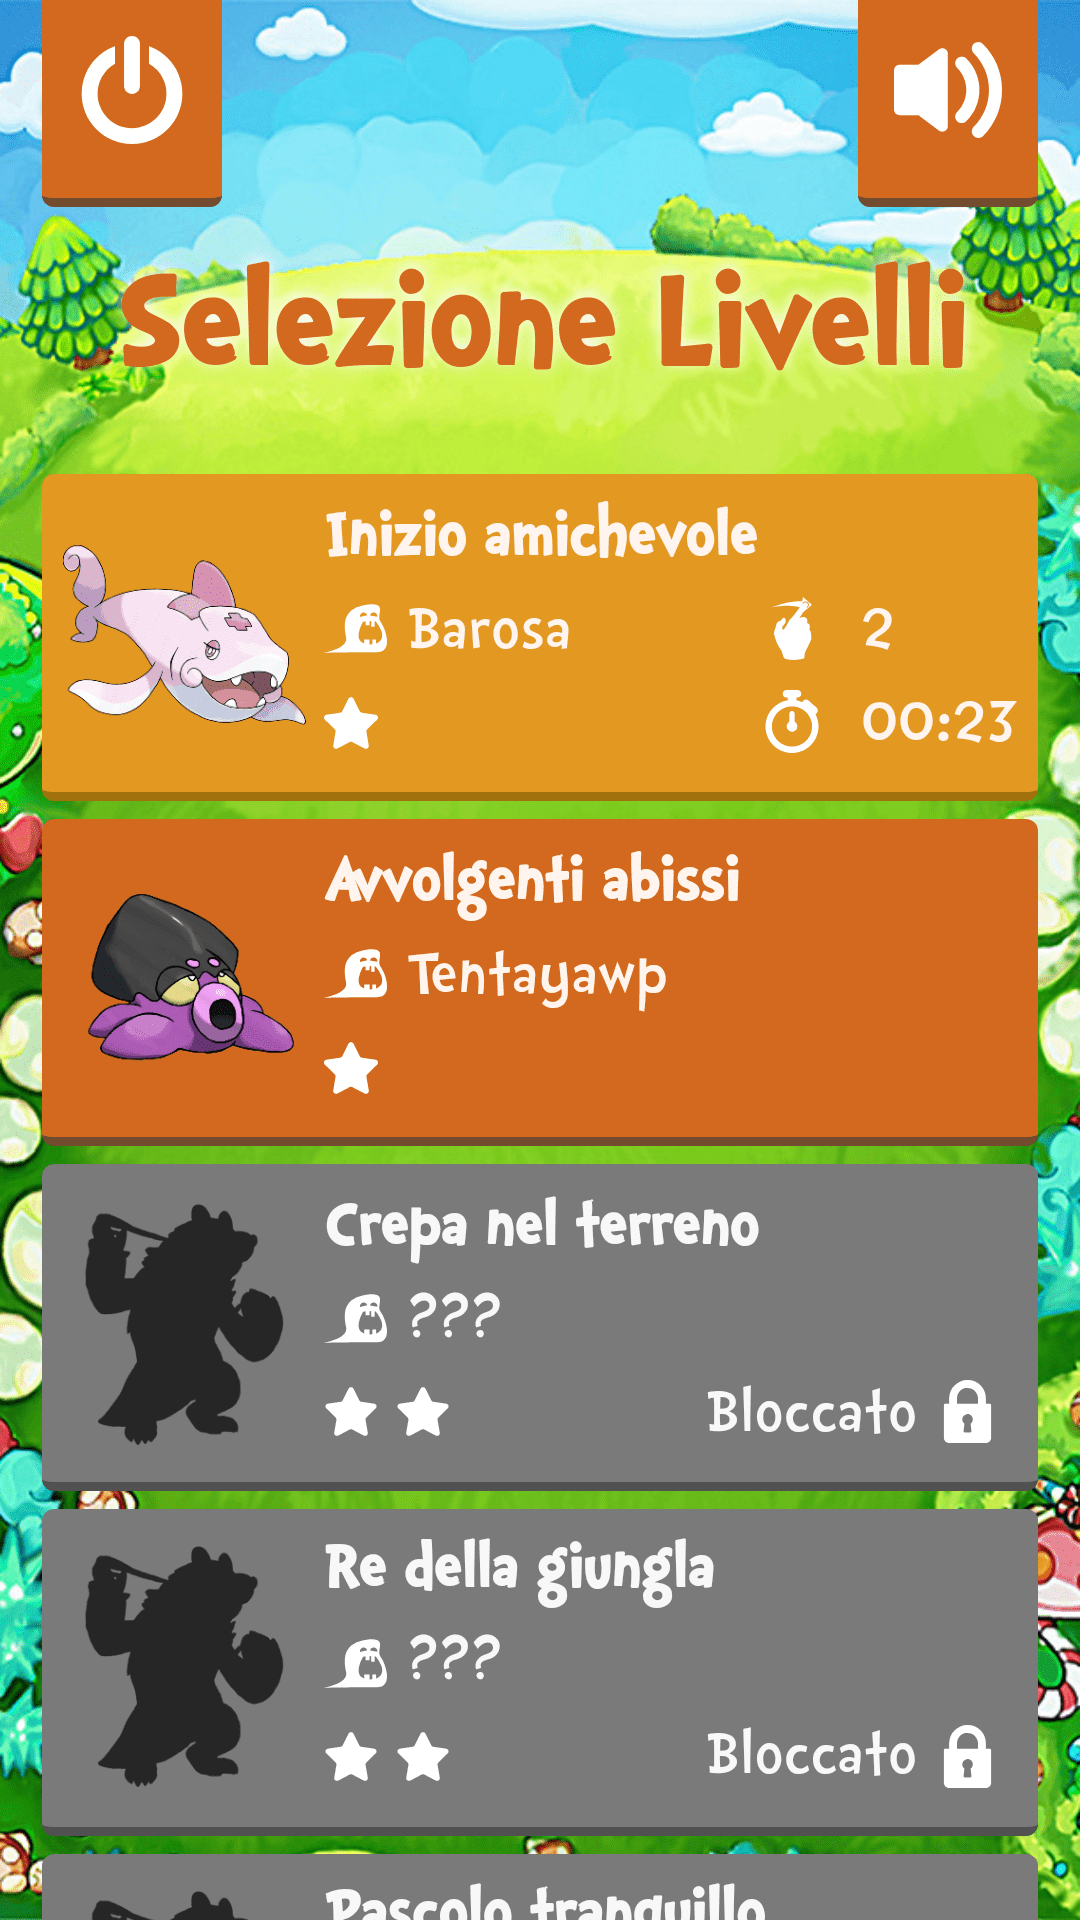 Selezione Livelli
Inizio amichevole
Barosa 2
00:23
Avvolgenti abissi
Tentayawp
Crepa nel terreno
???
Bloccato
Re della giungla
???
Bloccato
Pascolo tranquillo